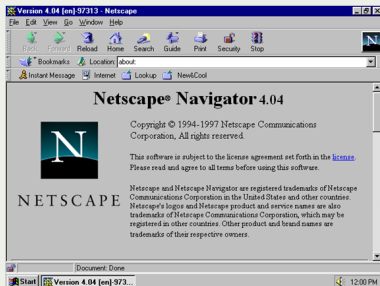 Version 4.04 [en]-97313 - Netscape
File Edit View Go Window Help
Back Forward Reload Home Search Guide Print Security Stop
N
Bookmarks Location: about:
Instant Message Internet Lookup New&Cool
Netscape® Navigator 4.04
Copyright © 1994-1997 Netscape Communications
Corporation, All rights reserved.
N
NETSCAPE
This software is subject to the license agreement set forth in the license.
Please read and agree to all terms before using this software.
Netscape and Netscape Navigator are registered trademarks of Netscape
Communications Corporation in the United States and other countries.
Netscape's logos and Netscape product and service names are also
trademarks of Netscape Communications Corporation, which may be
registered in other countries. Other product and brand names are
trademarks of their respective owners.
Document: Done
Start Version 4.04 [en]-973... 12:00 PM